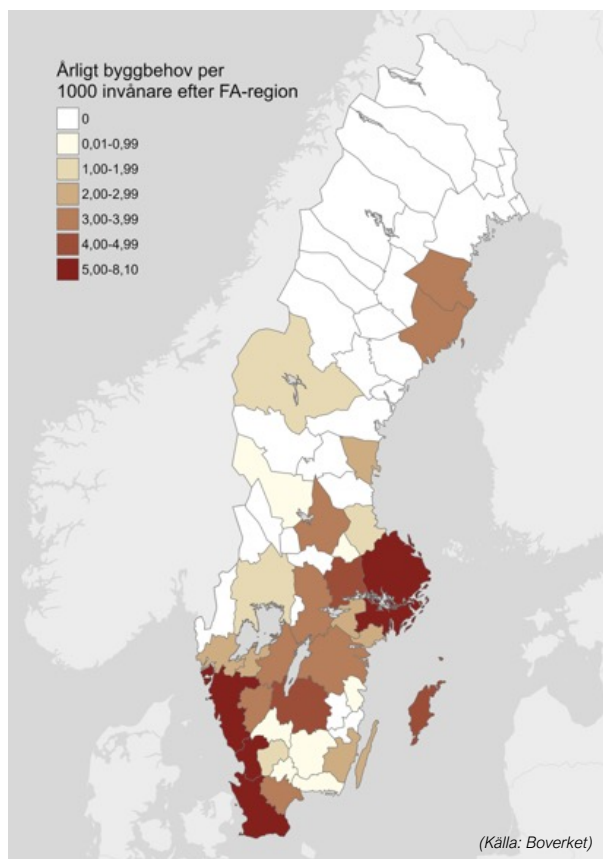 Årligt byggbehov per
1000 invånare efter FA-region
0
0,01-0,99
1,00-1,99
2,00-2,99
3,00-3,99
4,00-4,99
5,00-8,10
(Källa: Boverket)